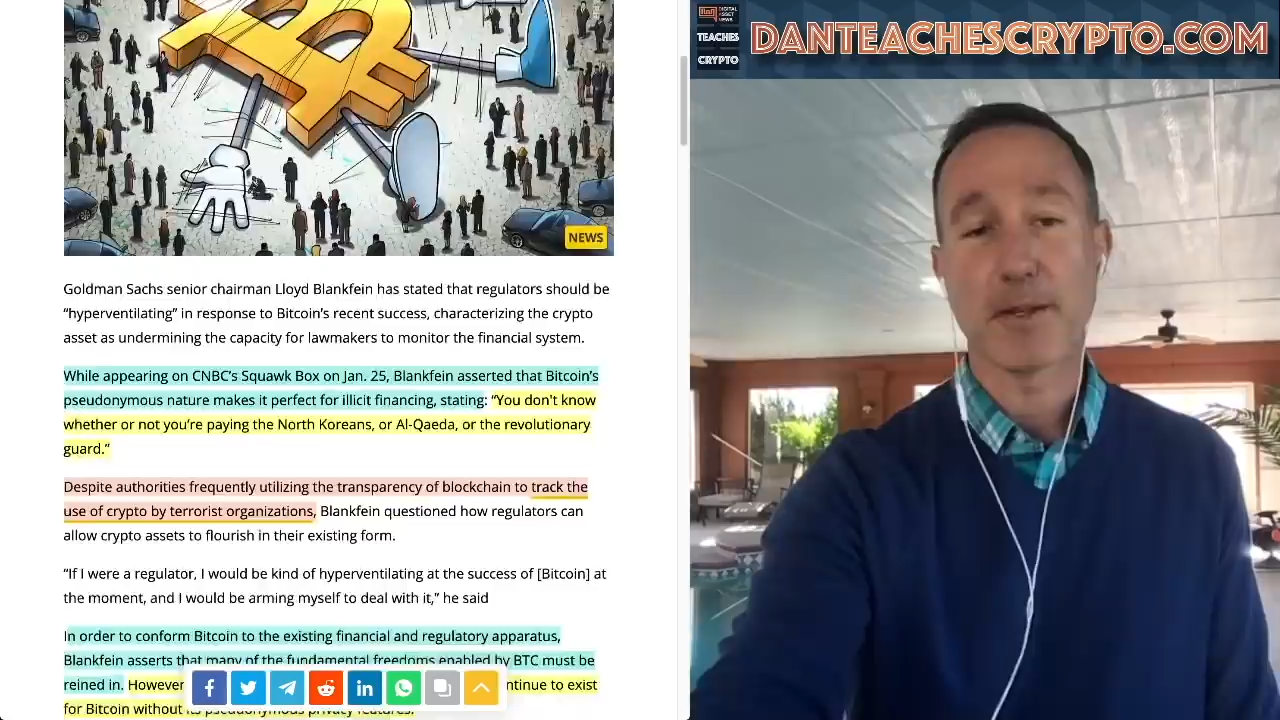 DIGITAL
ASSET
NEWS
TEACHES
CRYPTO
DANTEACHESCRYPTO.COM
NEWS
Goldman Sachs senior chairman Lloyd Blankfein has stated that regulators should be
“hyperventilating” in response to Bitcoin’s recent success, characterizing the crypto
asset as undermining the capacity for lawmakers to monitor the financial system.
While appearing on CNBC’s Squawk Box on Jan. 25, Blankfein asserted that Bitcoin’s
pseudonymous nature makes it perfect for illicit financing, stating: “You don't know
whether or not you’re paying the North Koreans, or Al-Qaeda, or the revolutionary
guard.”
Despite authorities frequently utilizing the transparency of blockchain to track the
use of crypto by terrorist organizations, Blankfein questioned how regulators can
allow crypto assets to flourish in their existing form.
“If I were a regulator, I would be kind of hyperventilating at the success of [Bitcoin] at
the moment, and I would be arming myself to deal with it,” he said
In order to conform Bitcoin to the existing financial and regulatory apparatus,
Blankfein asserts that many of the fundamental freedoms enabled by BTC must be
reined in. However ntinue to exist
for Bitcoin without its pseudonymous privacy features.